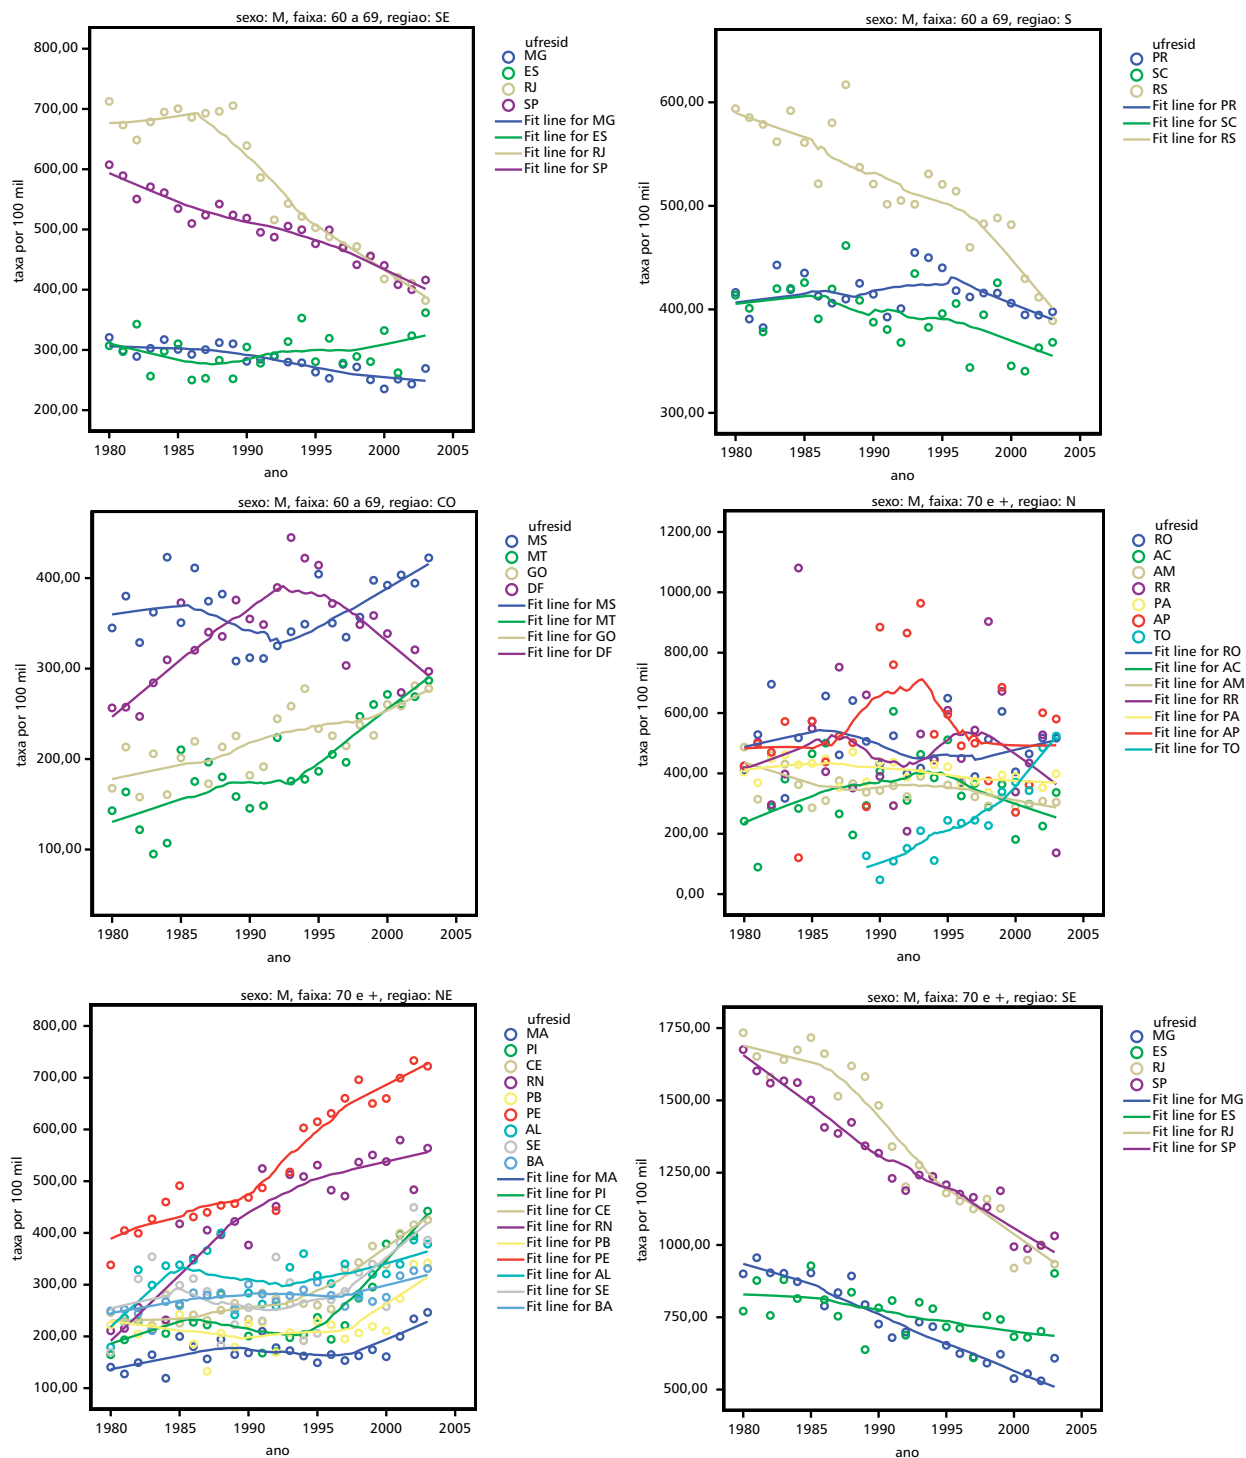 sexo: M, faixa: 60 a 69, regiao: SE
taxa por 100 mil
800,00
700,00
600,00
500,00
400,00
300,00
200,00
1980
1985
1990
1995
2000
2005
ano
ufresid
MG
ES
RJ
SP
Fit line for MG
Fit line for ES
Fit line for RJ
Fit line for SP
sexo: M, faixa: 60 a 69, regiao: S
taxa por 100 mil
600,00
500,00
400,00
300,00
1980
1985
1990
1995
2000
2005
ano
ufresid
PR
SC
RS
Fit line for PR
Fit line for SC
Fit line for RS
sexo: M, faixa: 60 a 69, regiao: CO
taxa por 100 mil
400,00
300,00
200,00
100,00
1980
1985
1990
1995
2000
2005
ano
ufresid
MS
MT
GO
DF
Fit line for MS
Fit line for MT
Fit line for GO
Fit line for DF
sexo: M, faixa: 70 e +, regiao: N
taxa por 100 mil
1200,00
1000,00
800,00
600,00
400,00
200,00
0,00
1980
1985
1990
1995
2000
2005
ano
ufresid
RO
AC
AM
RR
PA
AP
TO
Fit line for RO
Fit line for AC
Fit line for AM
Fit line for RR
Fit line for PA
Fit line for AP
Fit line for TO
sexo: M, faixa: 70 e +, regiao: NE
taxa por 100 mil
800,00
700,00
600,00
500,00
400,00
300,00
200,00
100,00
1980
1985
1990
1995
2000
2005
ano
ufresid
MA
PI
CE
RN
PB
PE
AL
SE
BA
Fit line for MA
Fit line for PI
Fit line for CE
Fit line for RN
Fit line for PB
Fit line for PE
Fit line for AL
Fit line for SE
Fit line for BA
sexo: M, faixa: 70 e +, regiao: SE
taxa por 100 mil
1750,00
1500,00
1250,00
1000,00
750,00
500,00
1980
1985
1990
1995
2000
2005
ano
ufresid
MG
ES
RJ
SP
Fit line for MG
Fit line for ES
Fit line for RJ
Fit line for SP